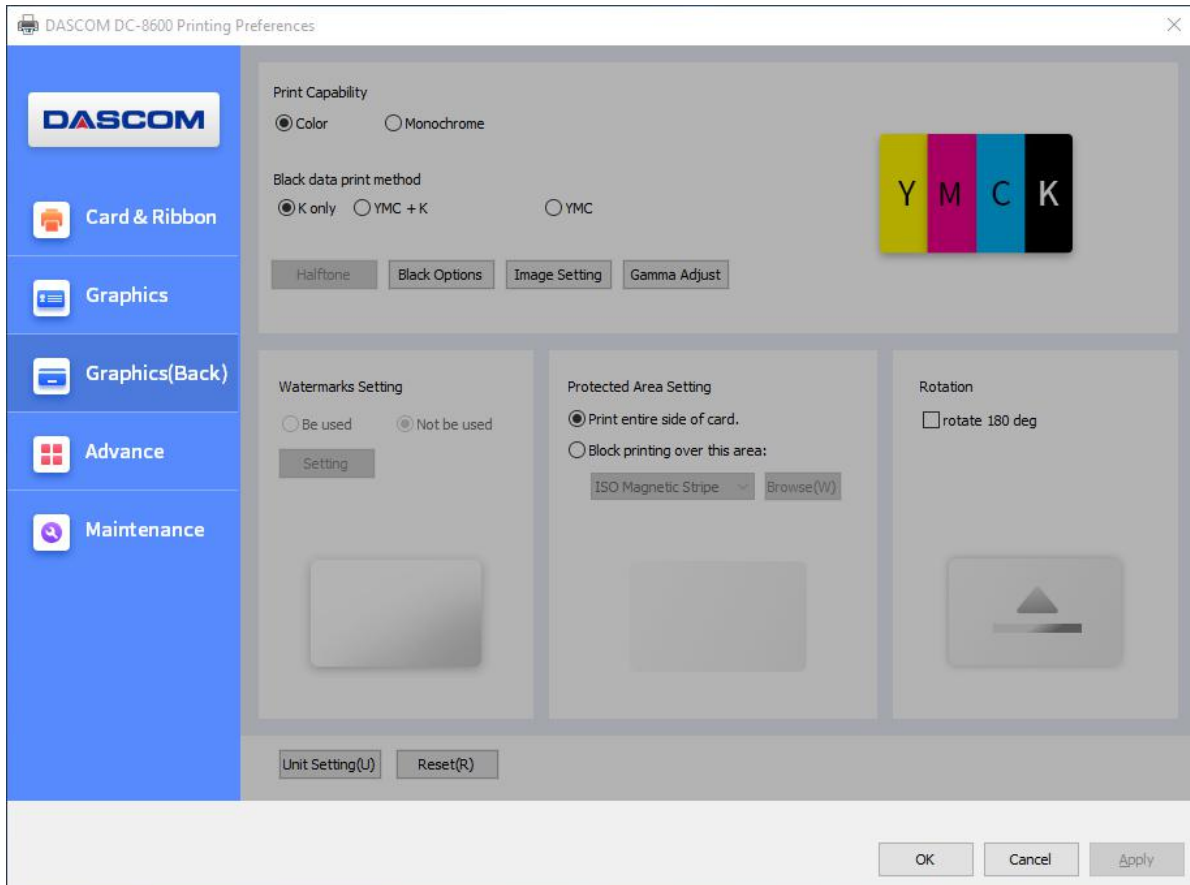 DASCOM DC-8600 Printing Preferences
DASCOM
Card & Ribbon
Graphics
Graphics(Back)
Advance
Maintenance
Print Capability
Color Monochrome
Black data print method
K only YMC + K YMC
Halftone Black Options Image Setting Gamma Adjust
Y M C K
Watermarks Setting
Be used Not be used
Setting
Protected Area Setting
Print entire side of card.
Block printing over this area:
ISO Magnetic Stripe Browse(W)
Rotation
rotate 180 deg
Unit Setting(U) Reset(R)
OK Cancel Apply